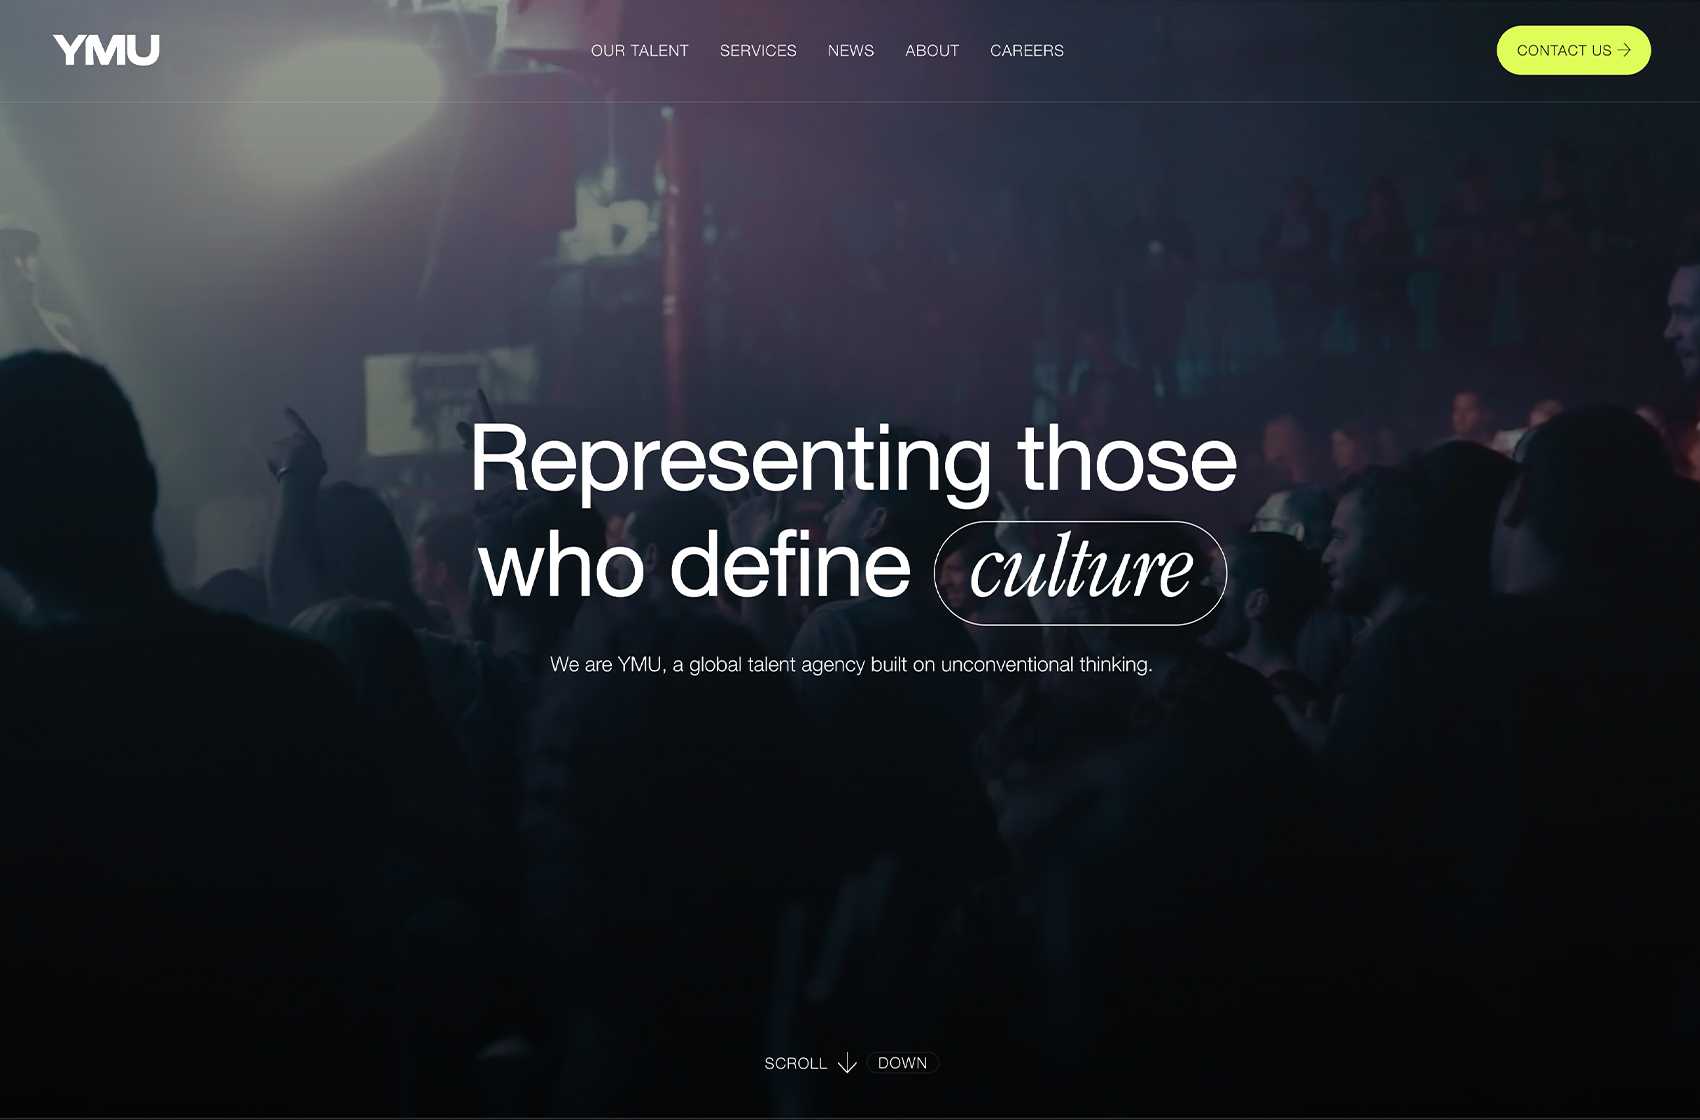 YMU
OUR TALENT
SERVICES
NEWS
ABOUT
CAREERS
CONTACT US
Representing those
who define culture
We are YMU, a global talent agency built on unconventional thinking.
SCROLL DOWN